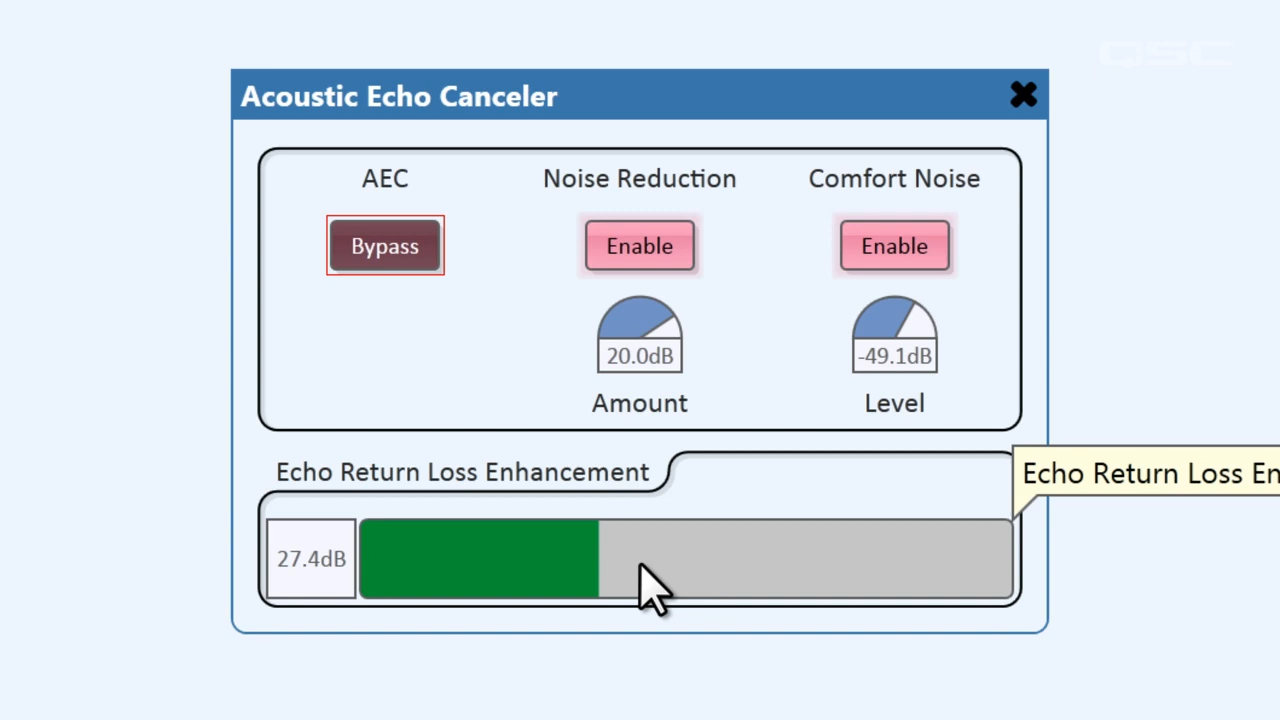 QSC
Acoustic Echo Canceler
AEC
Noise Reduction
Comfort Noise
Bypass
Enable
Enable
20.0dB
-49.1dB
Amount
Level
Echo Return Loss Enhancement
Echo Return Loss En
27.4dB